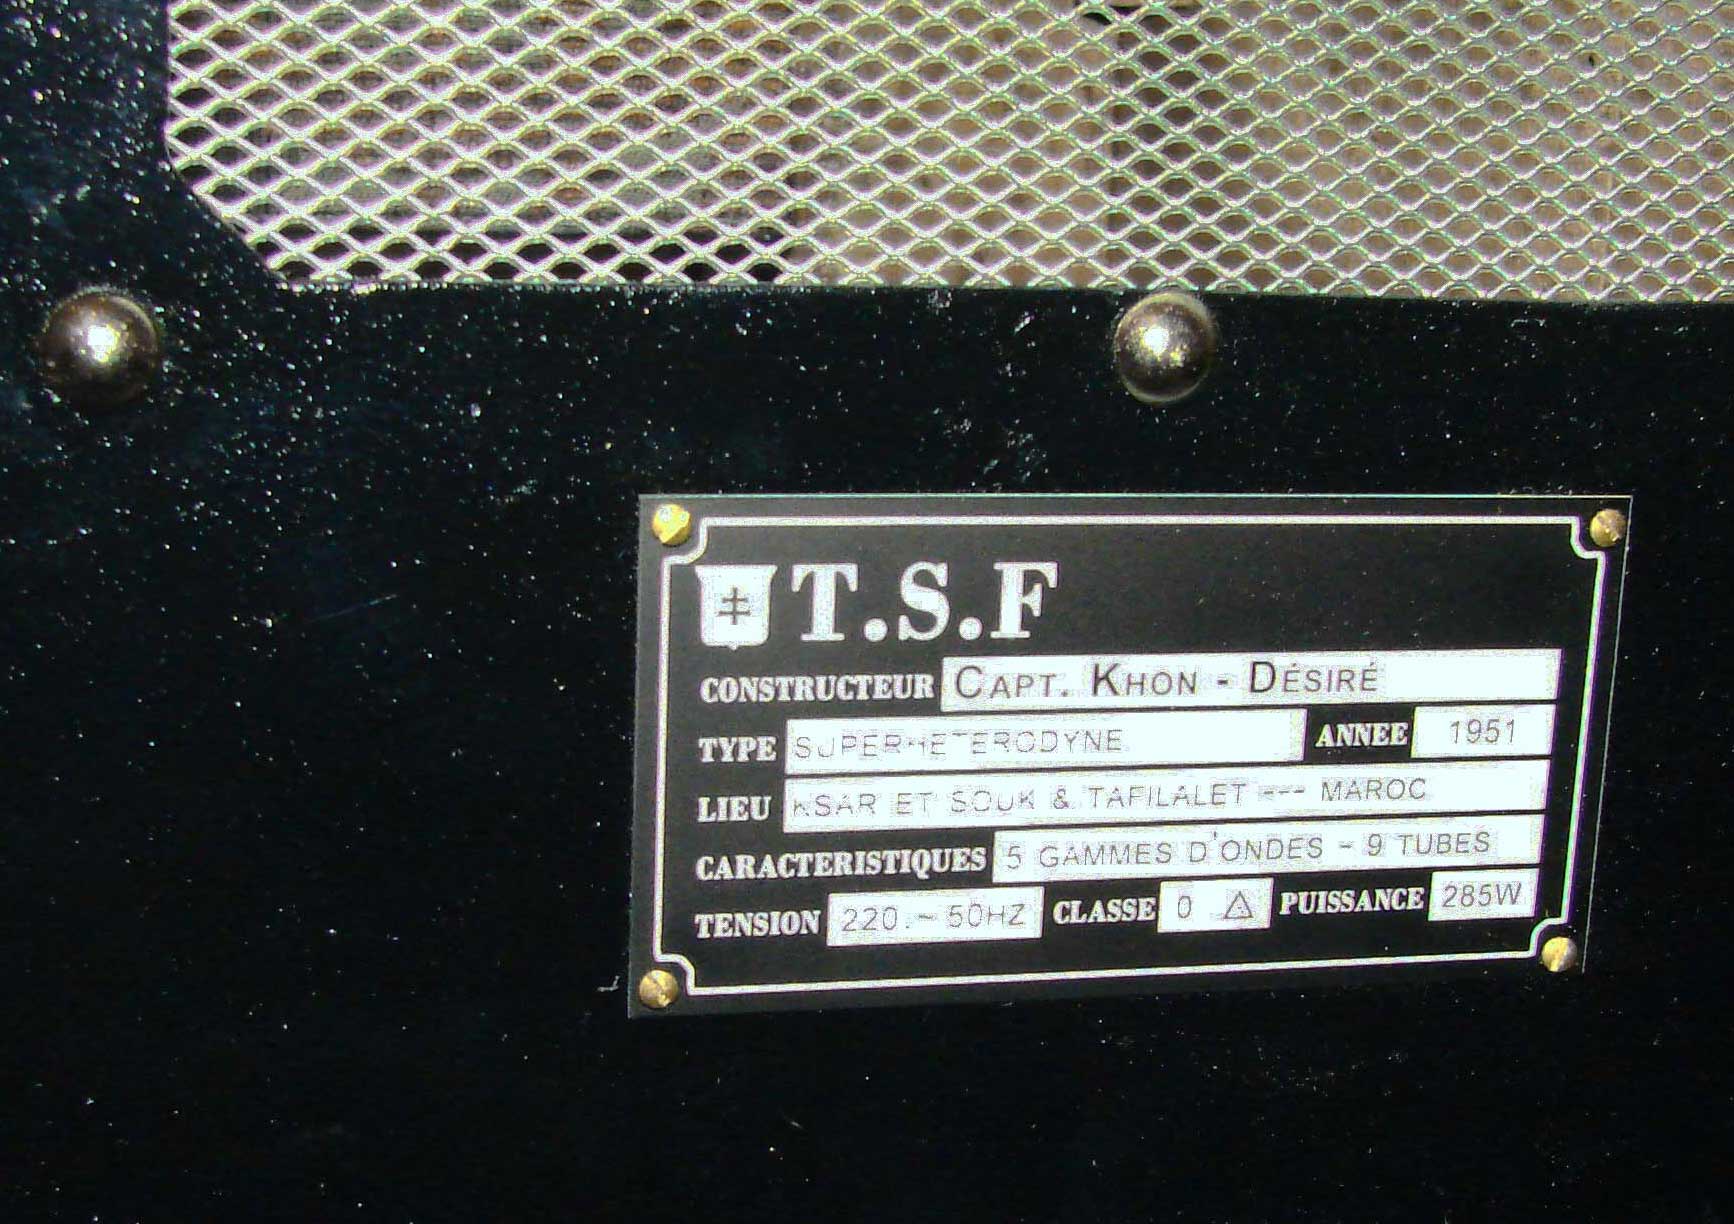 T.S.F
CONSTRUCTEUR CAPT. KHON - DÉSIRÉ
TYPE SUPERHETERODYNE ANNEE 1951
LIEU KSAR ET SOUK & TAFILALET --- MAROC
CARACTERISTIQUES 5 GAMMES D'ONDES - 9 TUBES
TENSION 220.~ 50HZ CLASSE 0 PUISSANCE 285W